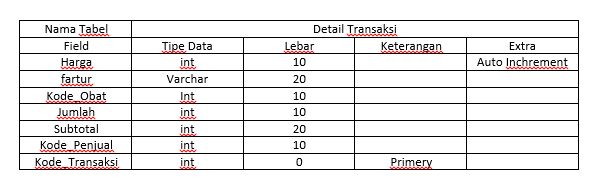 Nama Tabel Detail Transaksi
Field Tipe Data Lebar Keterangan Extra
Harga int 10 Auto Inchrement
fartur Varchar 20
Kode_Obat Int 10
Jumlah int 10
Subtotal int 20
Kode_Penjual int 10
Kode_Transaksi int 0 Primery